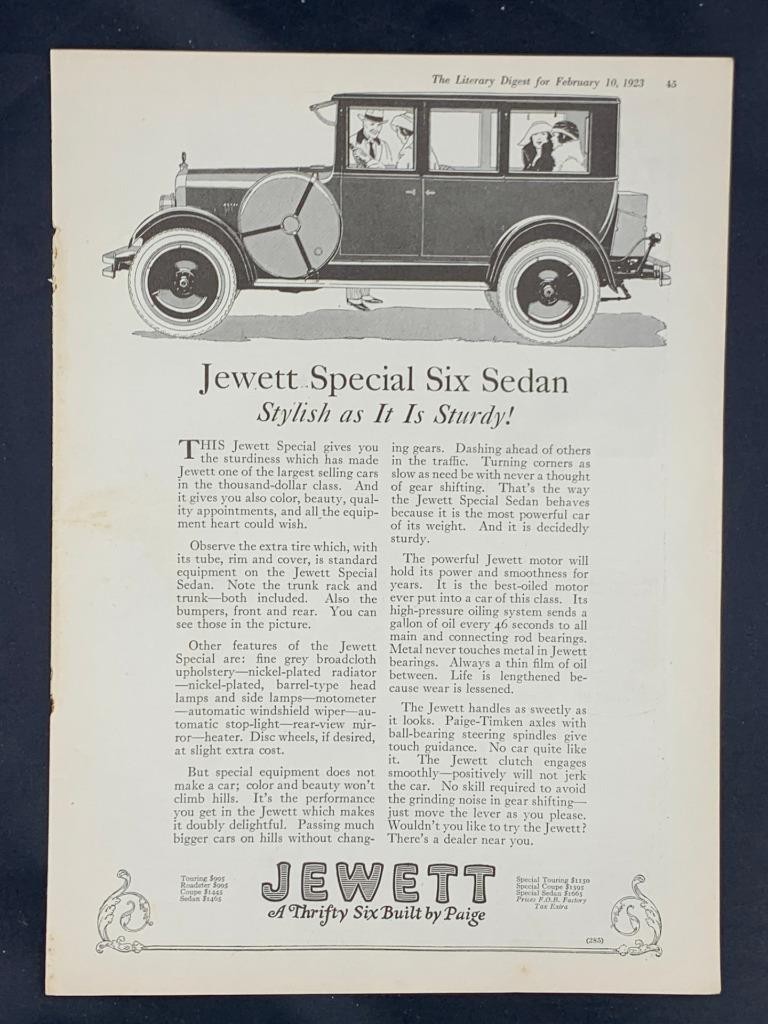 The Literary Digest for February 10, 1923 45
Jewett Special Six Sedan
Stylish as It Is Sturdy!
THIS Jewett Special gives you
the sturdiness which has made
Jewett one of the largest selling cars
in the thousand-dollar class. And
it gives you also color, beauty, qual-
ity appointments, and all the equip-
ment heart could wish.
Observe the extra tire which, with
its tube, rim and cover, is standard
equipment on the Jewett Special
Sedan. Note the trunk rack and
trunk—both included. Also the
bumpers, front and rear. You can
see those in the picture.
Other features of the Jewett
Special are: fine grey broadcloth
upholstery—nickel-plated radiator
—nickel-plated, barrel-type head
lamps and side lamps—motometer
—automatic windshield wiper—au-
tomatic stop-light—rear-view mir-
ror—heater. Disc wheels, if desired,
at slight extra cost.
But special equipment does not
make a car; color and beauty won't
climb hills. It's the performance
you get in the Jewett which makes
it doubly delightful. Passing much
bigger cars on hills without chang-
ing gears. Dashing ahead of others
in the traffic. Turning corners as
slow as need be with never a thought
of gear shifting. That's the way
the Jewett Special Sedan behaves
because it is the most powerful car
of its weight. And it is decidedly
sturdy.
The powerful Jewett motor will
hold its power and smoothness for
years. It is the best-oiled motor
ever put into a car of this class. Its
high-pressure oiling system sends a
gallon of oil every 46 seconds to all
main and connecting rod bearings.
Metal never touches metal in Jewett
bearings. Always a thin film of oil
between. Life is lengthened be-
cause wear is lessened.
The Jewett handles as sweetly as
it looks. Paige-Timken axles with
ball-bearing steering spindles give
touch guidance. No car quite like
it. The Jewett clutch engages
smoothly—positively will not jerk
the car. No skill required to avoid
the grinding noise in gear shifting—
just move the lever as you please.
Wouldn't you like to try the Jewett?
There's a dealer near you.
Touring $995
Roadster $995
Coupe $1445
Sedan $1465
JEWETT
A Thrifty Six Built by Paige
Special Touring $1150
Special Coupe $1595
Special Sedan $1665
Prices F.O.B. Factory
Tax Extra
(285)